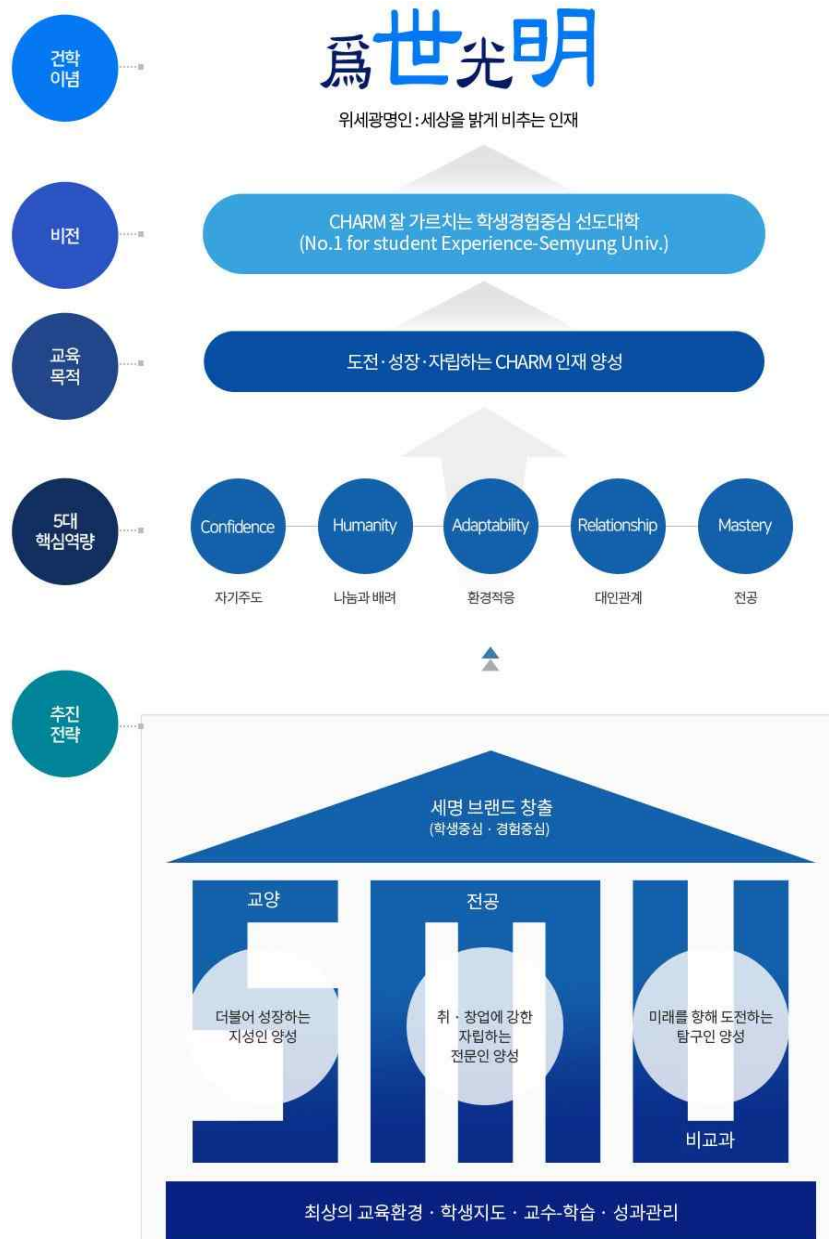 건학
이념
爲世光明
위세광명인 : 세상을 밝게 비추는 인재
비전
CHARM 잘 가르치는 학생경험중심 선도대학
(No.1 for student Experience-Semyung Univ.)
교육
목적
도전·성장·자립하는 CHARM 인재 양성
5대
핵심역량
Confidence
Humanity
Adaptability
Relationship
Mastery
자기주도
나눔과 배려
환경적응
대인관계
전공
추진
전략
세명 브랜드 창출
(학생중심 · 경험중심)
SMU
교양
더불어 성장하는
지성인 양성
전공
취 · 창업에 강한
자립하는
전문인 양성
미래를 향해 도전하는
탐구인 양성
비교과
최상의 교육환경 · 학생지도 · 교수-학습 · 성과관리